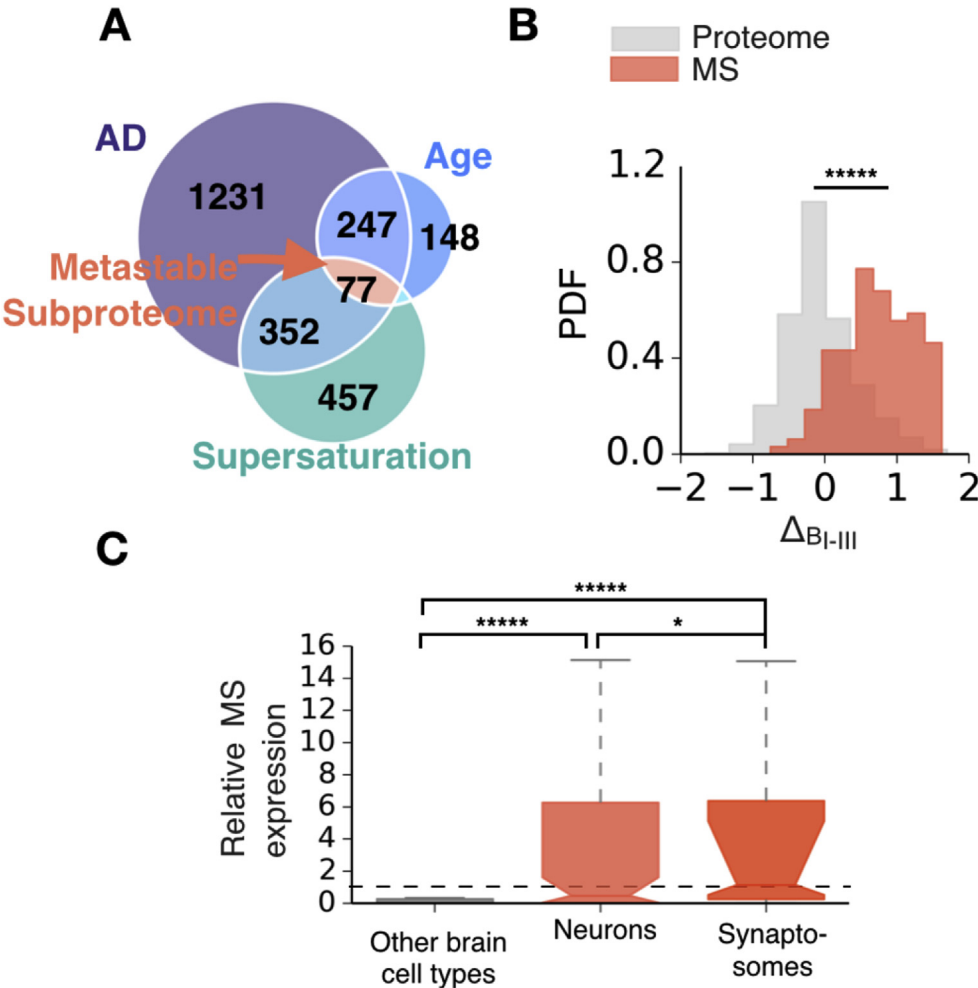 A
AD
Age
1231
247
148
Metastable
Subproteome
77
352
457
Supersaturation
B
Proteome
MS
*****
1.2
0.8
0.4
0.0
PDF
−2 −1 0 1 2
ΔB_I-III
C
*****
***** *
16
14
12
10
8
6
4
2
0
Relative MS
expression
Other brain
cell types
Neurons
Synapto-
somes